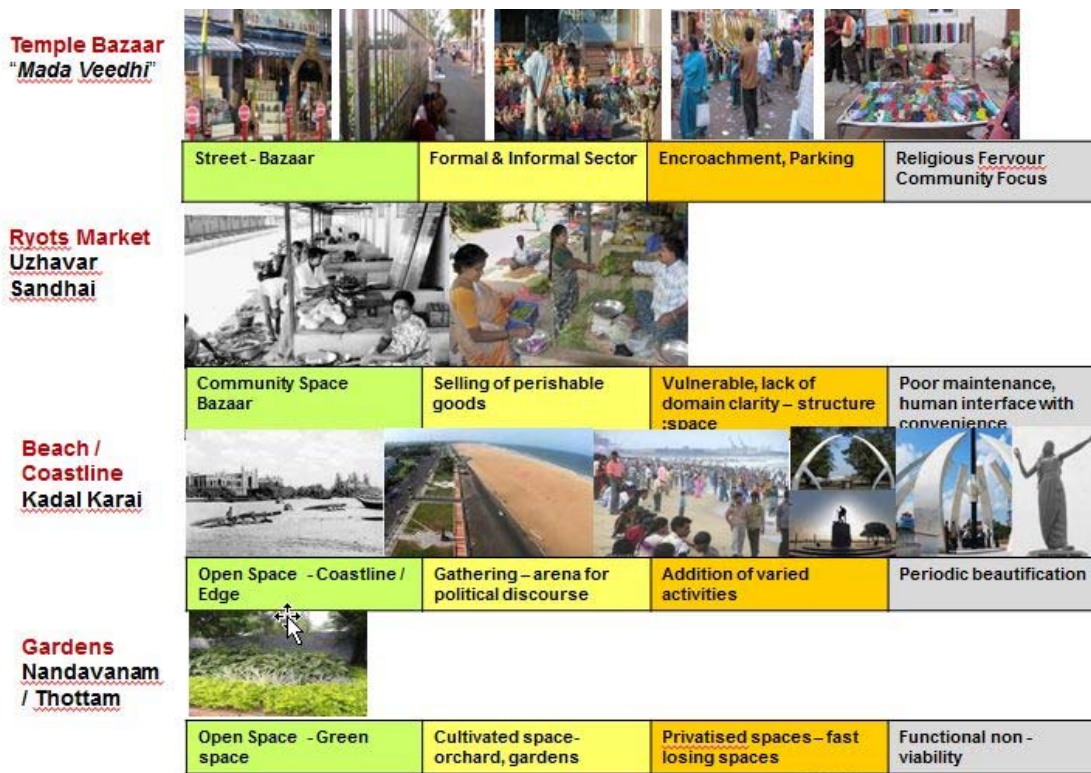 Temple Bazaar
“Mada Veedhi”
Street - Bazaar
Formal & Informal Sector
Encroachment, Parking
Religious Fervour
Community Focus
Ryots Market
Uzhavar
Sandhai
Community Space
Bazaar
Selling of perishable
goods
Vulnerable, lack of
domain clarity – structure
:space
Poor maintenance,
human interface with
convenience
Beach /
Coastline
Kadal Karai
Open Space - Coastline /
Edge
Gathering – arena for
political discourse
Addition of varied
activities
Periodic beautification
Gardens
Nandavanam
/ Thottam
Open Space - Green
space
Cultivated space-
orchard, gardens
Privatised spaces – fast
losing spaces
Functional non -
viability